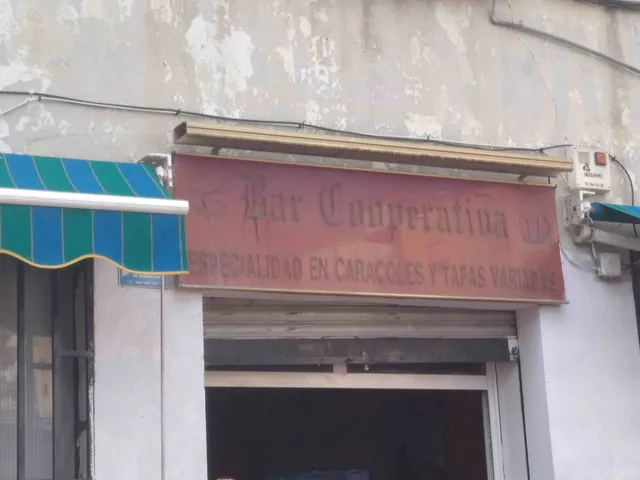 Bar Cooperativa
ESPECIALIDAD EN CARACOLES Y TAPAS VARIADAS